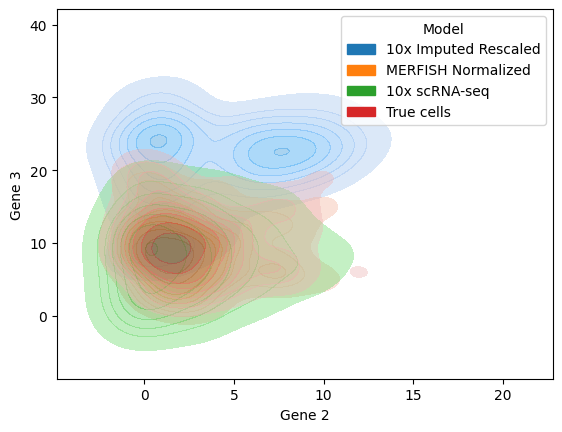 Model
10x Imputed Rescaled
MERFISH Normalized
10x scRNA-seq
True cells
40
30
20
10
0
Gene 3
0 5 10 15 20
Gene 2